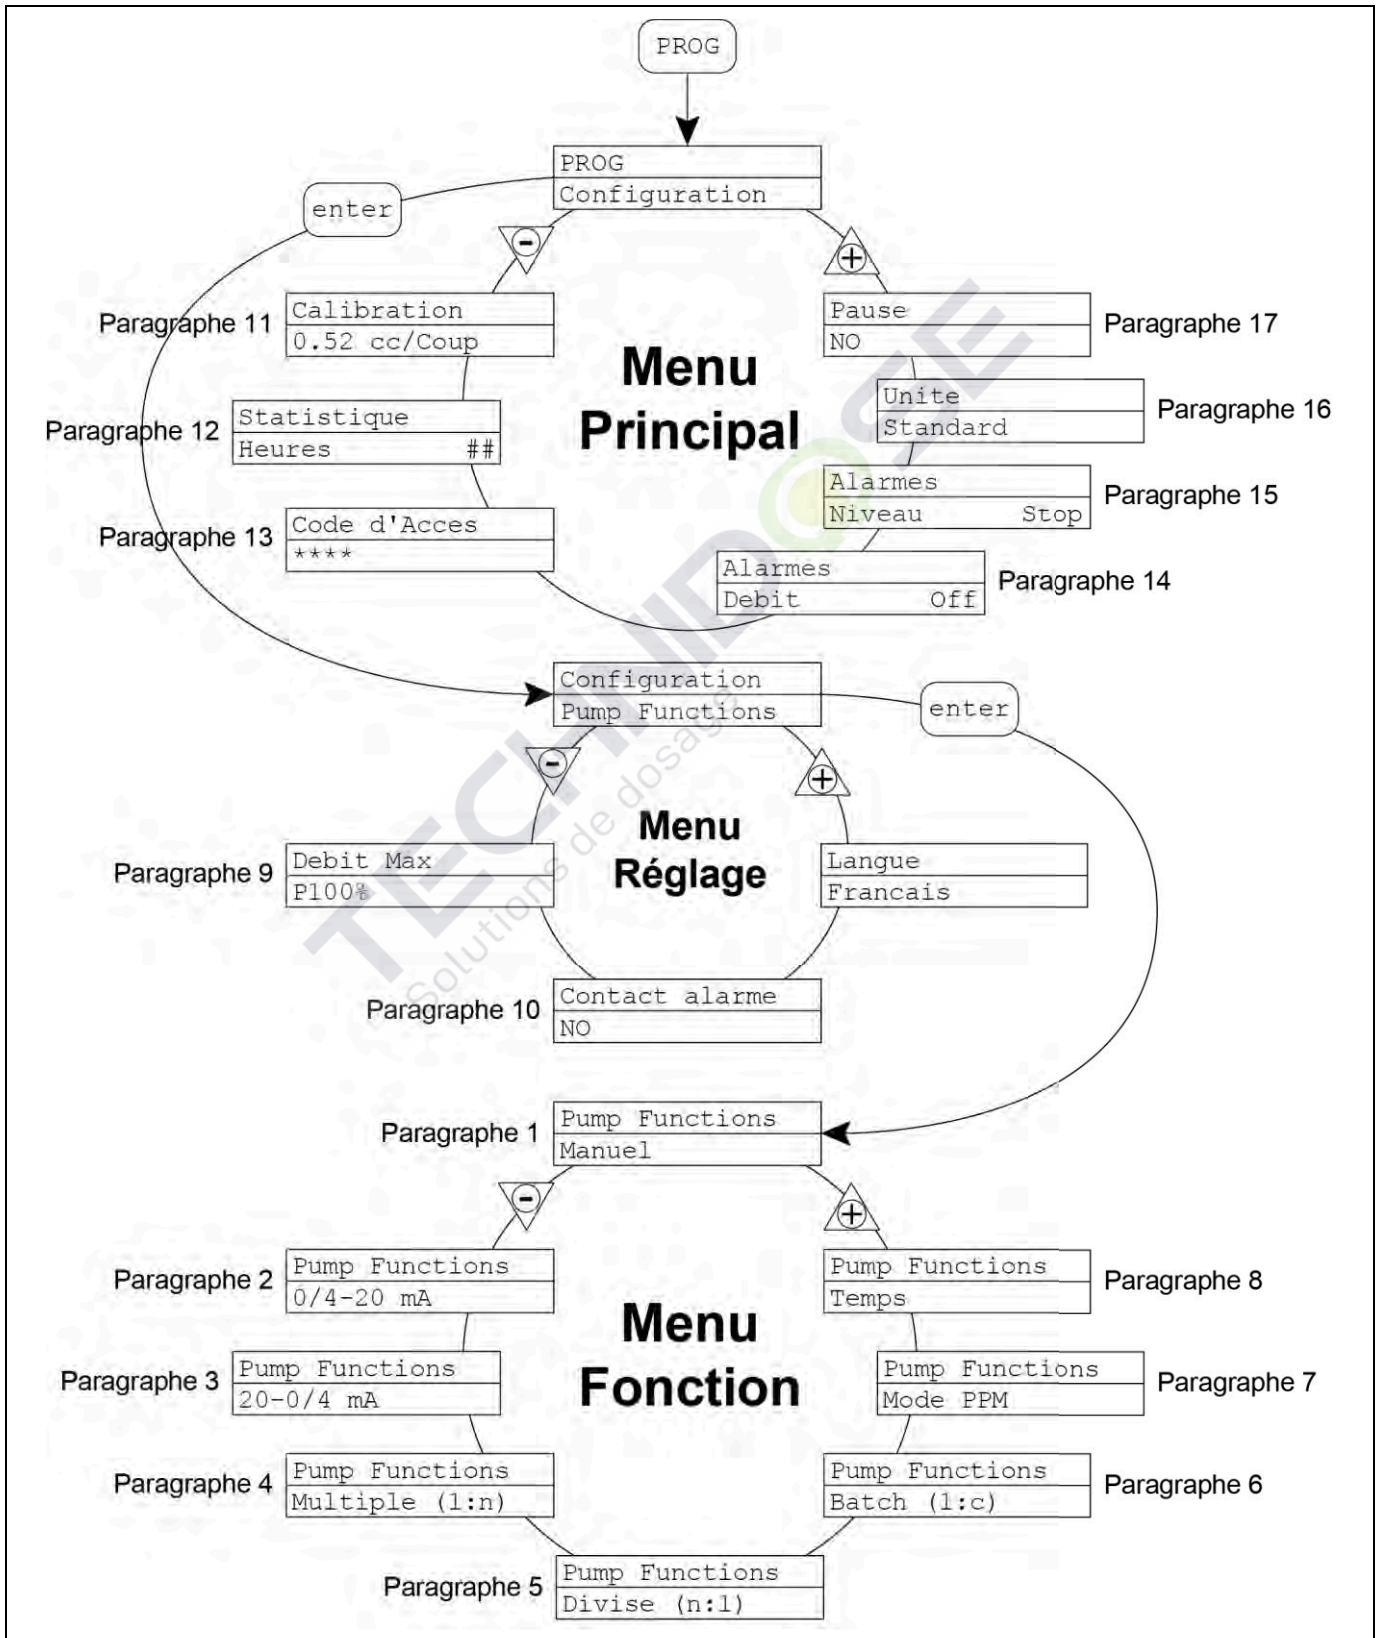 PROG
PROG
Configuration
enter
Paragraphe 11
Calibration
0.52 cc/Coup
Pause
NO
Paragraphe 17
Menu
Principal
Paragraphe 12
Statistique
Heures ##
Unite
Standard
Paragraphe 16
Paragraphe 13
Code d'Acces
****
Alarmes
Niveau Stop
Paragraphe 15
Alarmes
Debit Off
Paragraphe 14
Configuration
Pump Functions
enter
Menu
Réglage
Paragraphe 9
Debit Max
P100%
Langue
Francais
Paragraphe 10
Contact alarme
NO
Paragraphe 1
Pump Functions
Manuel
Paragraphe 2
Pump Functions
0/4-20 mA
Pump Functions
Temps
Paragraphe 8
Menu
Fonction
Paragraphe 3
Pump Functions
20-0/4 mA
Pump Functions
Mode PPM
Paragraphe 7
Paragraphe 4
Pump Functions
Multiple (1:n)
Pump Functions
Batch (1:c)
Paragraphe 6
Paragraphe 5
Pump Functions
Divise (n:1)
TECHNIDOSE
Solutions de dosage